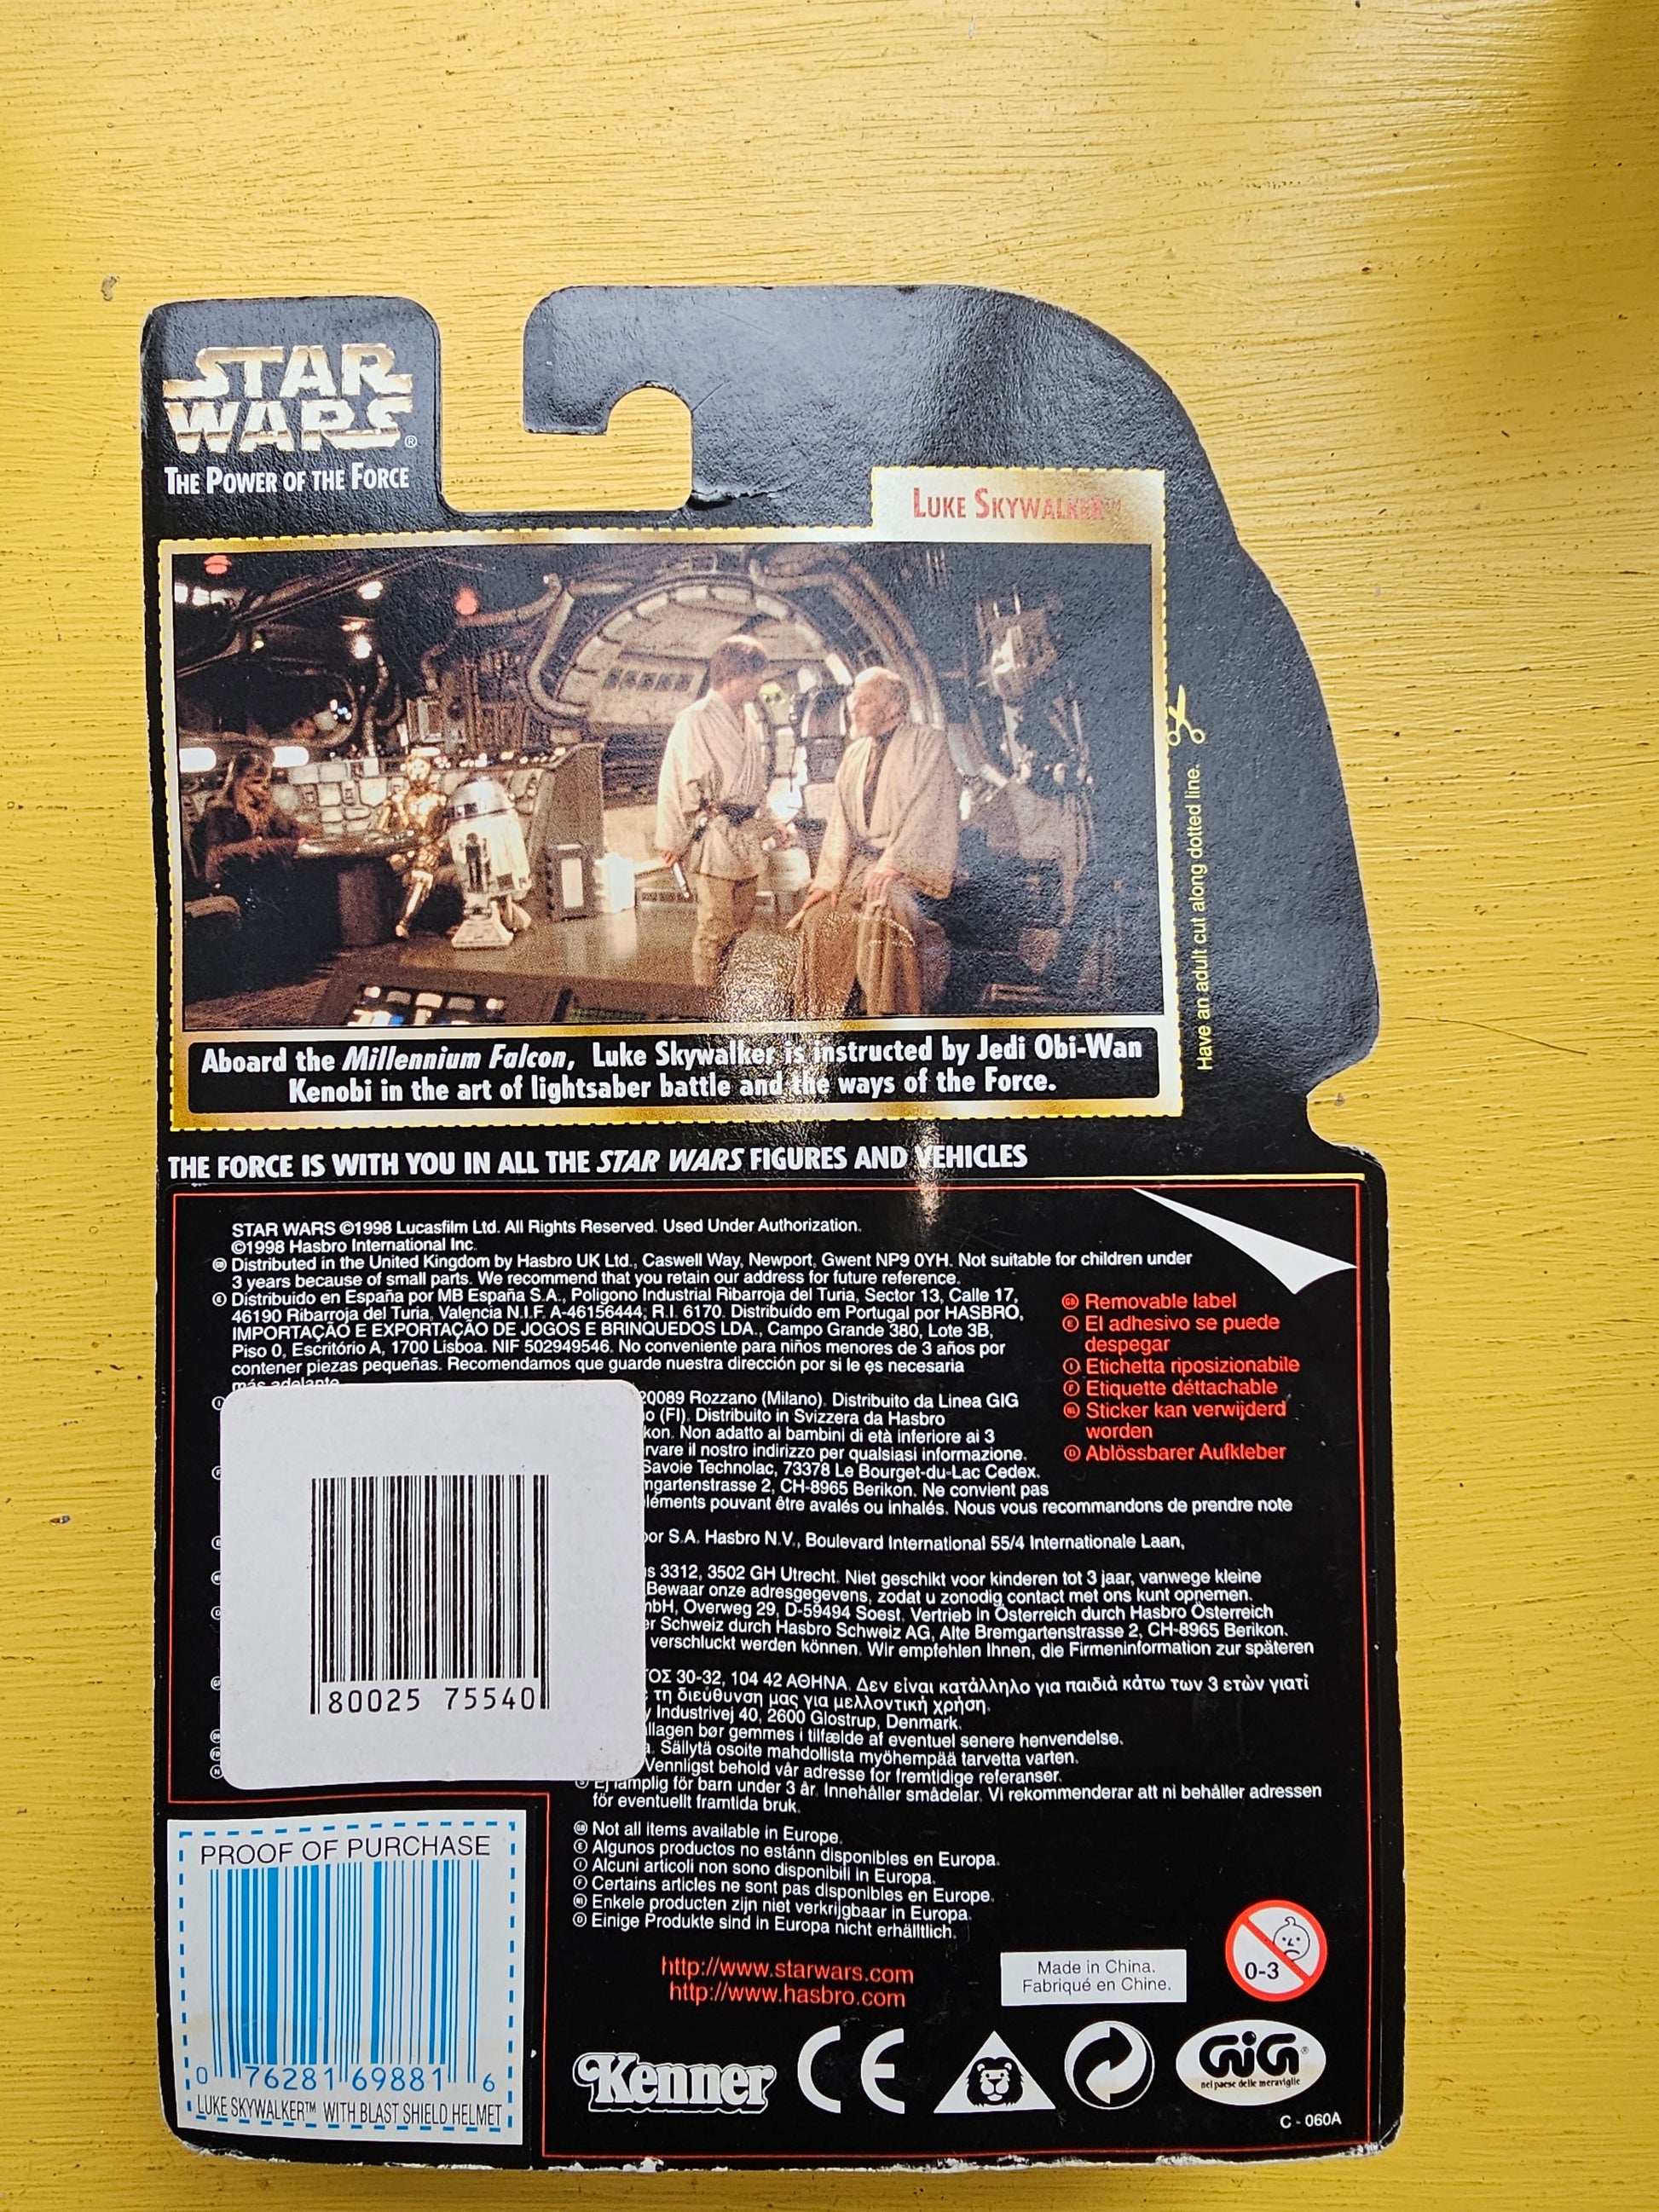 STAR
WARS®
THE POWER OF THE FORCE
LUKE SKYWALKER™
Have an adult cut along dotted line.
Aboard the Millennium Falcon, Luke Skywalker is instructed by Jedi Obi-Wan
Kenobi in the art of lightsaber battle and the ways of the Force.
THE FORCE IS WITH YOU IN ALL THE STAR WARS FIGURES AND VEHICLES
STAR WARS ©1998 Lucasfilm Ltd. All Rights Reserved. Used Under Authorization.
©1998 Hasbro International Inc.
GB Distributed in the United Kingdom by Hasbro UK Ltd., Caswell Way, Newport, Gwent NP9 0YH. Not suitable for children under
3 years because of small parts. We recommend that you retain our address for future reference.
E Distribuido en España por MB España S.A., Poligono Industrial Ribarroja del Turia, Sector 13, Calle 17,
46190 Ribarroja del Turia, Valencia N.I.F. A-46156444, R.I. 6170. Distribuído em Portugal por HASBRO,
IMPORTAÇÃO E EXPORTAÇÃO DE JOGOS E BRINQUEDOS LDA., Campo Grande 380, Lote 3B,
Piso 0, Escritório A, 1700 Lisboa. NIF 502949546. No conveniente para niños menores de 3 años por
contener piezas pequeñas. Recomendamos que guarde nuestra dirección por si le es necesaria
más adelante
20089 Rozzano (Milano). Distribuito da Linea GIG
(FI). Distribuito in Svizzera da Hasbro
Non adatto ai bambini di età inferiore ai 3
il nostro indirizzo per qualsiasi informazione.
Savoie Technolac, 73378 Le Bourget-du-Lac Cedex.
2, CH-8965 Berikon. Ne convient pas
pouvant être avalés ou inhalés. Nous vous recommandons de prendre note
S.A. Hasbro N.V., Boulevard International 55/4 Internationale Laan,
3312, 3502 GH Utrecht. Niet geschikt voor kinderen tot 3 jaar, vanwege kleine
Bewaar onze adresgegevens, zodat u zonodig contact met ons kunt opnemen.
Overweg 29, D-59494 Soest, Vertrieb in Österreich durch Hasbro Österreich
Schweiz durch Hasbro Schweiz AG, Alte Bremgartenstrasse 2, CH-8965 Berikon.
verschluckt werden können. Wir empfehlen Ihnen, die Firmeninformation zur späteren
30-32, 104 42 ΑΘΗΝΑ. Δεν είναι κατάλληλο για παιδιά κάτω των 3 ετών γιατί
τη διεύθυνση μας για μελλοντική χρήση.
Industrivej 40, 2600 Glostrup, Denmark.
bør gemmes i tilfælde af eventuel senere henvendelse.
Säilytä osoite mahdollista myöhempää tarvetta varten.
Vennligst behold vår adresse for fremtidige referanser.
S Ej lämplig för barn under 3 år. Innehåller smådelar. Vi rekommenderar att ni behåller adressen
för eventuellt framtida bruk.
GB Removable label
E El adhesivo se puede
despegar
I Etichetta riposizionabile
F Etiquette déttachable
NL Sticker kan verwijderd
worden
D Ablössbarer Aufkleber
80025 75540
GB Not all items available in Europe.
E Algunos productos no estánn disponibles en Europa.
I Alcuni articoli non sono disponibili in Europa.
F Certains articles ne sont pas disponibles en Europe.
NL Enkele producten zijn niet verkrijgbaar in Europa.
D Einige Produkte sind in Europa nicht erhälltlich.
PROOF OF PURCHASE
0 76281 69881 6
LUKE SKYWALKER™ WITH BLAST SHIELD HELMET
http://www.starwars.com
http://www.hasbro.com
Made in China.
Fabriqué en Chine.
0-3
Kenner
CE
GiG®
nel paese delle meraviglie
C - 060A